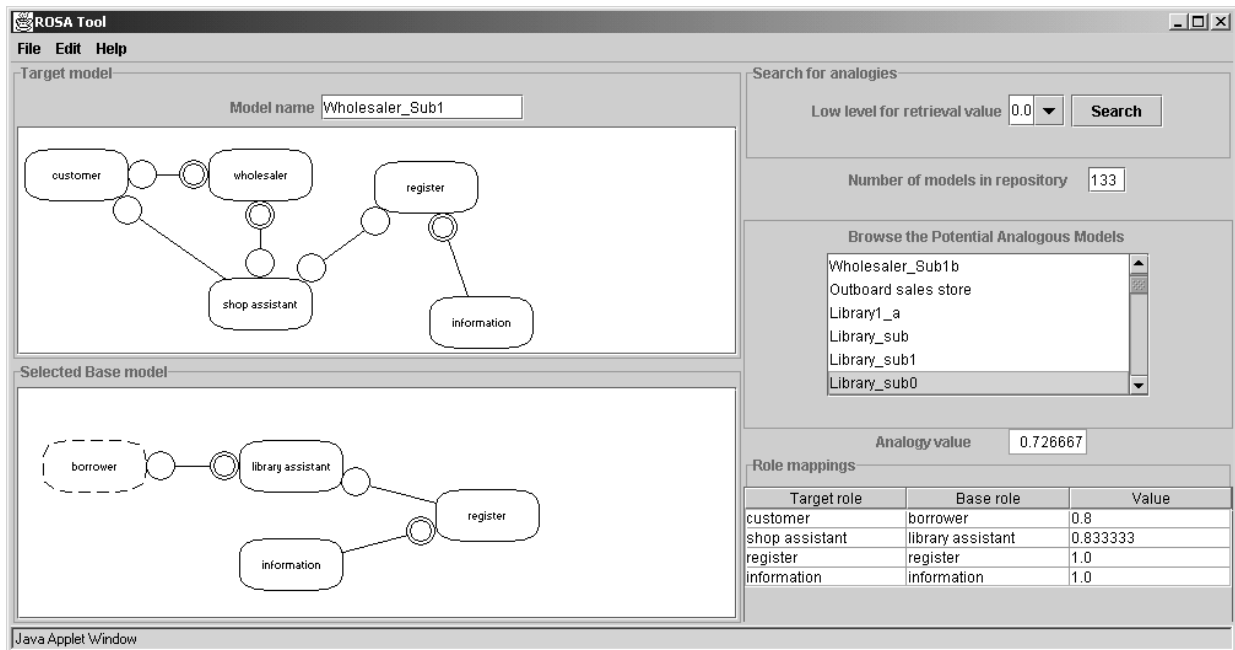 ROSA Tool
File Edit Help
Target model
Model name Wholesaler_Sub1
customer
wholesaler
register
shop assistant
information
Selected Base model
borrower
library assistant
register
information
Search for analogies
Low level for retrieval value 0.0 Search
Number of models in repository 133
Browse the Potential Analogous Models
Wholesaler_Sub1b
Outboard sales store
Library1_a
Library_sub
Library_sub1
Library_sub0
Analogy value 0.726667
Role mappings
Target role Base role Value
customer borrower 0.8
shop assistant library assistant 0.833333
register register 1.0
information information 1.0
Java Applet Window